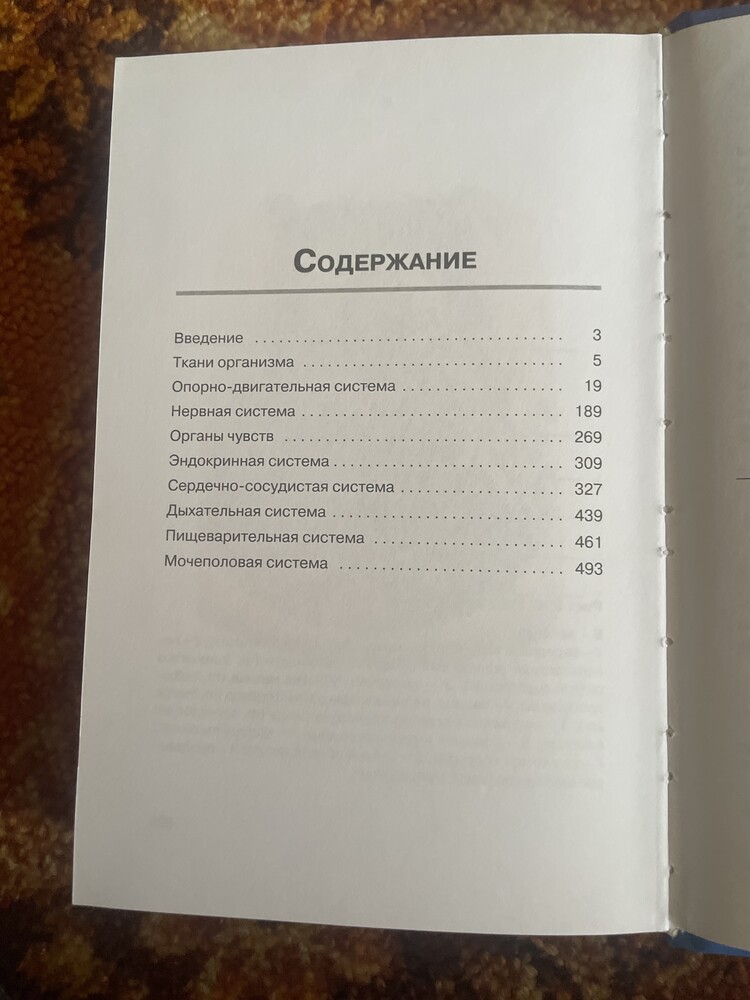 Содержание
Введение ........................................ 3
Ткани организма ................................. 5
Опорно-двигательная система ..................... 19
Нервная система ................................. 189
Органы чувств ................................... 269
Эндокринная система ............................. 309
Сердечно-сосудистая система ..................... 327
Дыхательная система ............................. 439
Пищеварительная система ......................... 461
Мочеполовая система ............................. 493